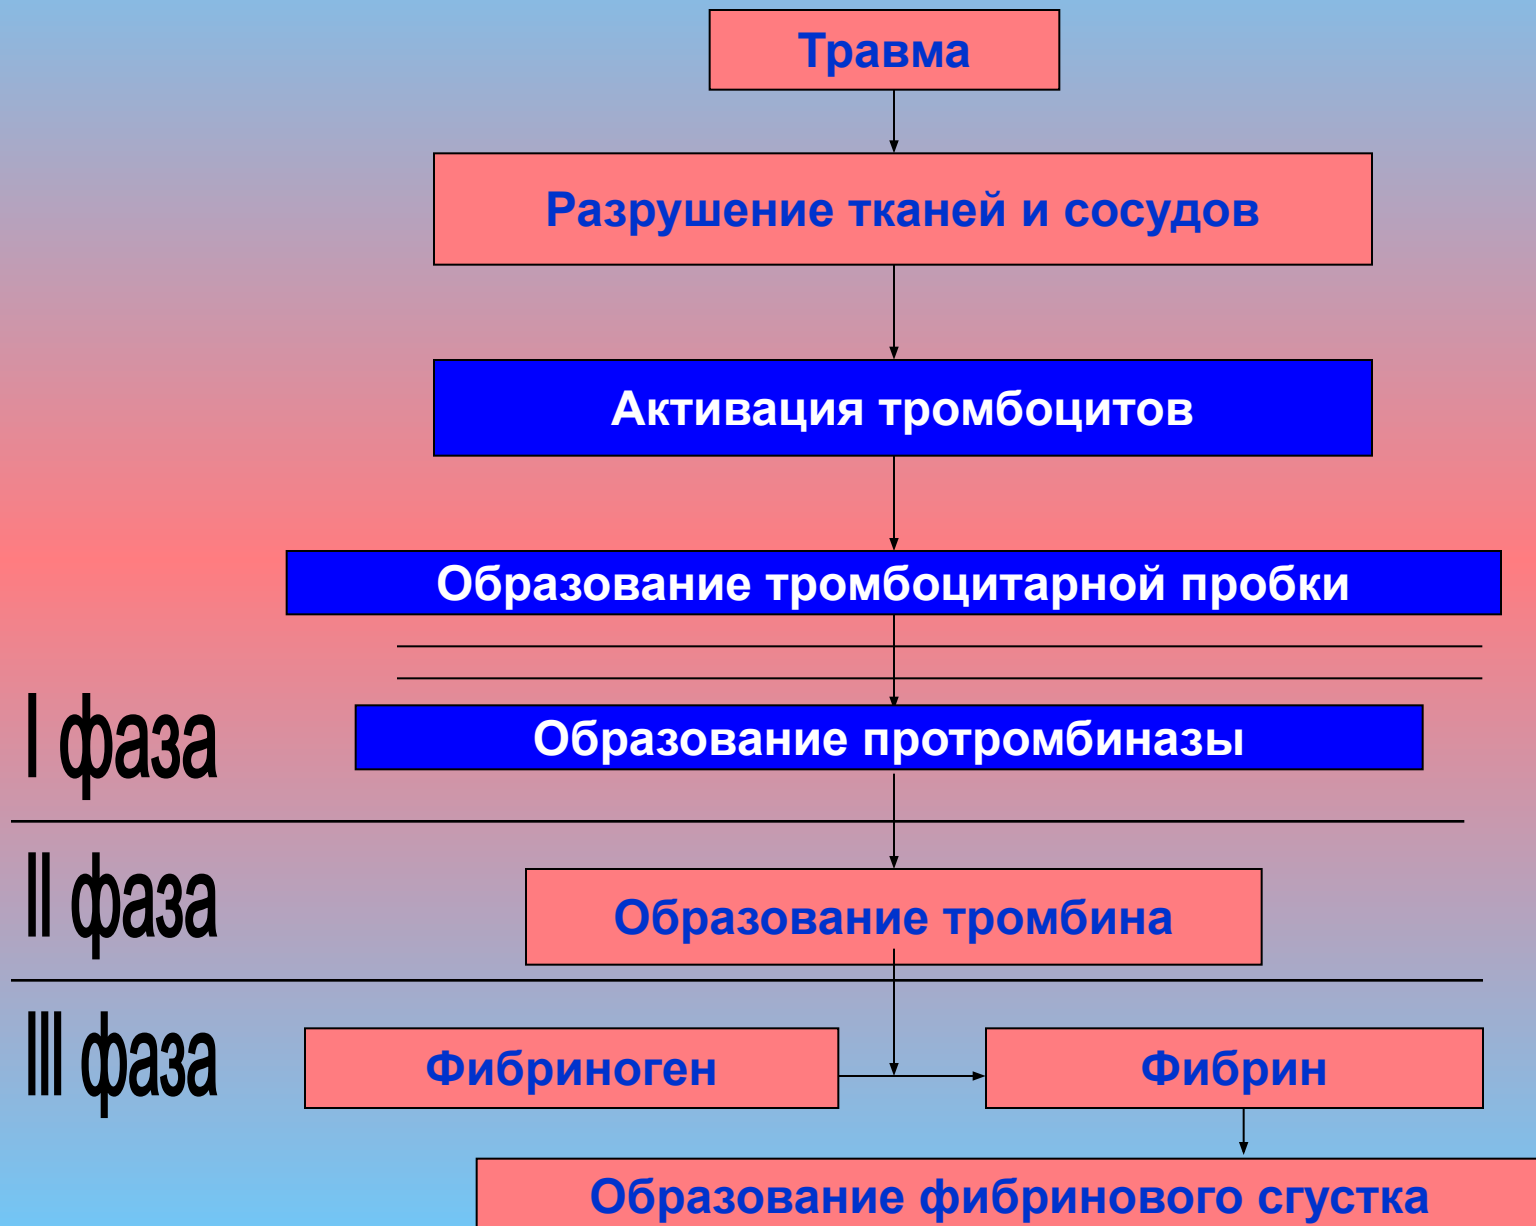 Травма
Разрушение тканей и сосудов
Активация тромбоцитов
Образование тромбоцитарной пробки
I фаза
Образование протромбиназы
II фаза
Образование тромбина
III фаза
Фибриноген
Фибрин
Образование фибринового сгустка